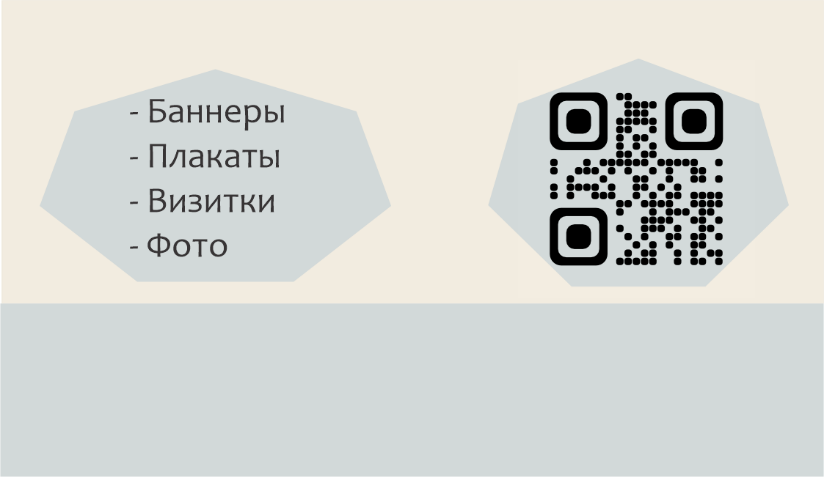 - Баннеры
- Плакаты
- Визитки
- Фото